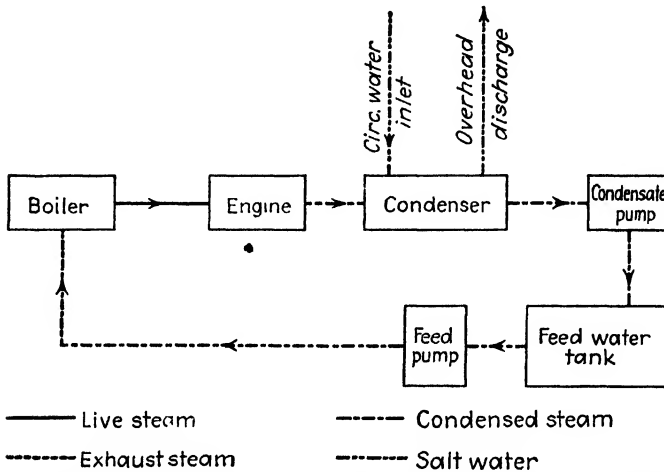 Circ. water
inlet
Overhead
discharge
Boiler
Engine
Condenser
Condensate
pump
Feed
pump
Feed water
tank
Live steam
Condensed steam
Exhaust steam
Salt water